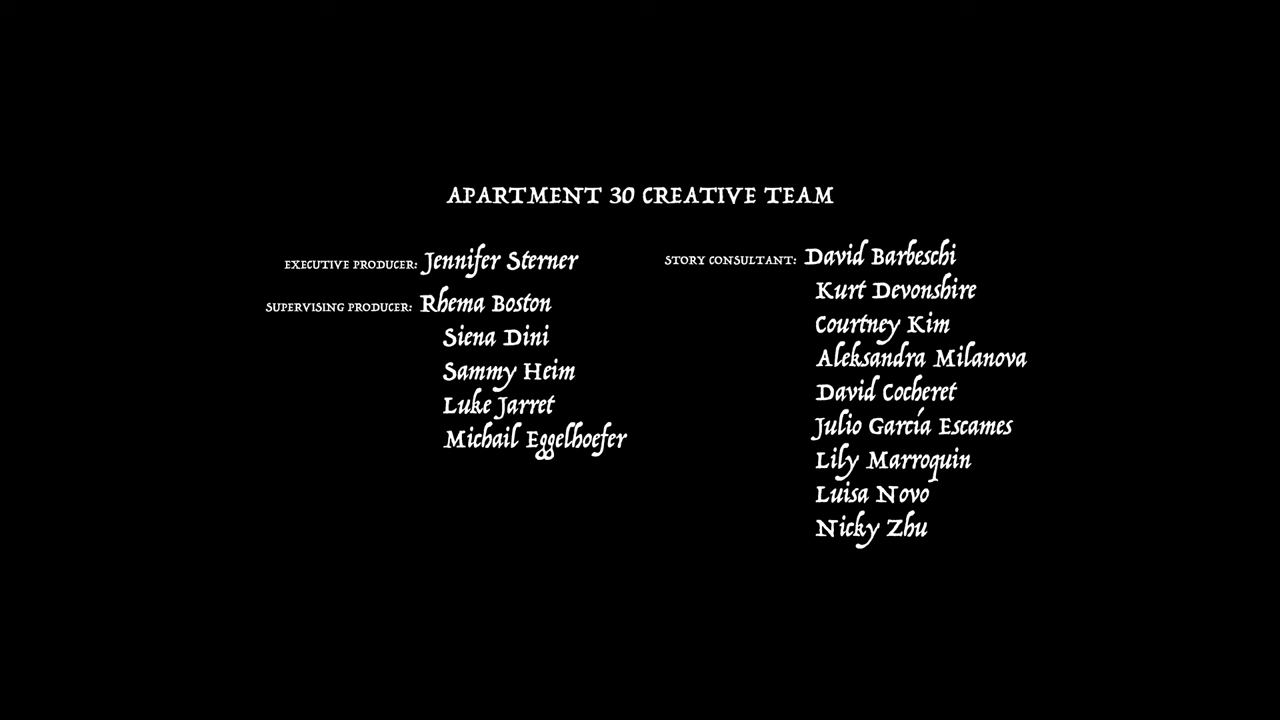 APARTMENT 30 CREATIVE TEAM
EXECUTIVE PRODUCER: Jennifer Sterner
SUPERVISING PRODUCER: Rhema Boston
Siena Dini
Sammy Heim
Luke Jarret
Michail Eggelhoefer
STORY CONSULTANT: David Barbeschi
Kurt Devonshire
Courtney Kim
Aleksandra Milanova
David Cocheret
Julio García Escames
Lily Marroquin
Luisa Novo
Nicky Zhu